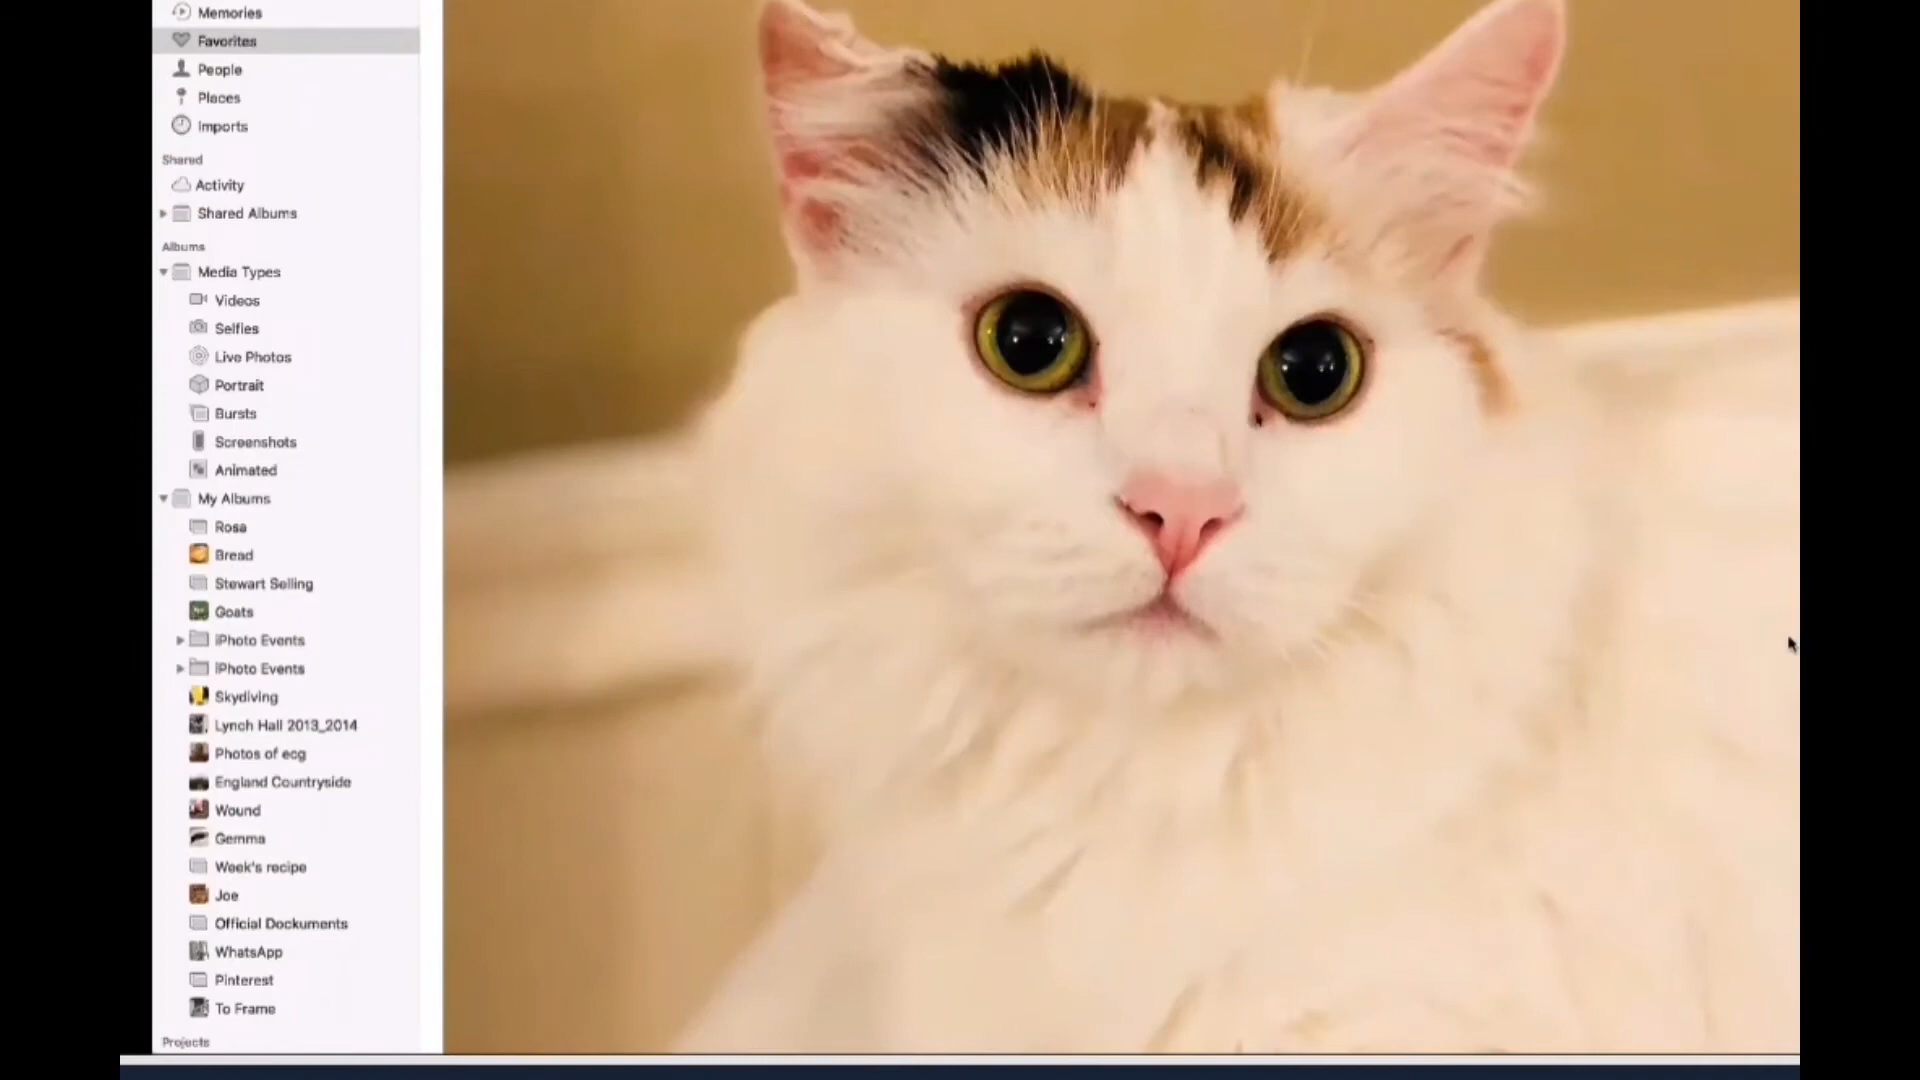 Memories
Favorites
People
Places
Imports
Shared
Activity
Shared Albums
Albums
Media Types
Videos
Selfies
Live Photos
Portrait
Bursts
Screenshots
Animated
My Albums
Rosa
Bread
Stewart Selling
Goats
iPhoto Events
iPhoto Events
Skydiving
Lynch Hall 2013_2014
Photos of ecg
England Countryside
Wound
Gemma
Week's recipe
Joe
Official Dockuments
WhatsApp
Pinterest
To Frame
Projects